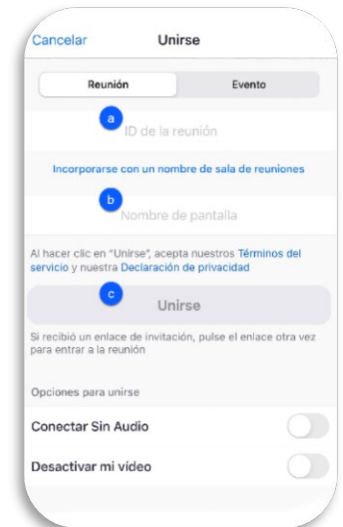 Cancelar Unirse
Reunión Evento
a
ID de la reunión
Incorporarse con un nombre de sala de reuniones
b
Nombre de pantalla
Al hacer clic en "Unirse", acepta nuestros Términos del
servicio y nuestra Declaración de privacidad
c
Unirse
Si recibió un enlace de invitación, pulse el enlace otra vez
para entrar a la reunión
Opciones para unirse
Conectar Sin Audio
Desactivar mi vídeo